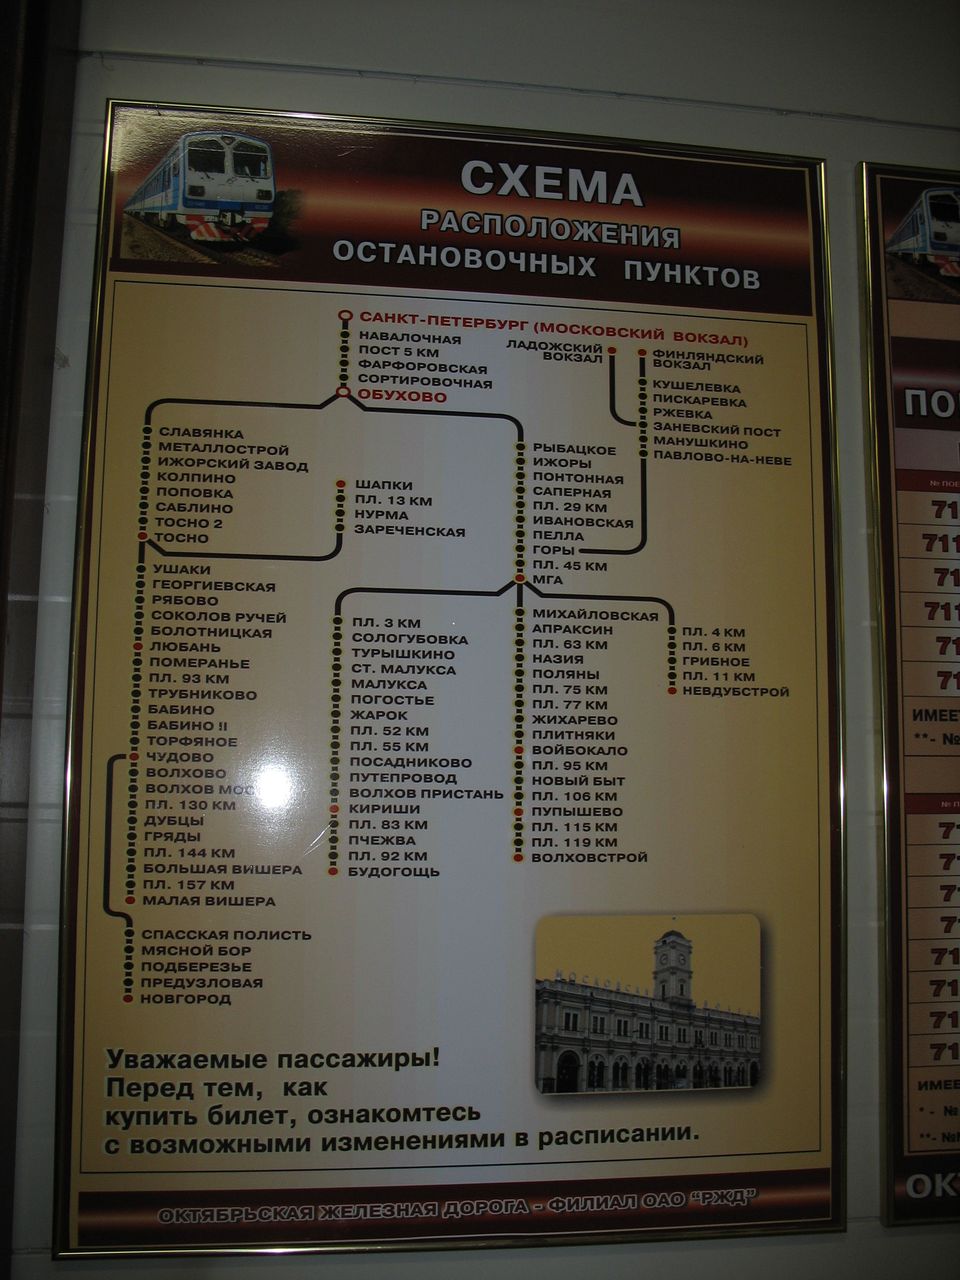 СХЕМА
РАСПОЛОЖЕНИЯ
ОСТАНОВОЧНЫХ ПУНКТОВ
САНКТ-ПЕТЕРБУРГ (МОСКОВСКИЙ ВОКЗАЛ)
НАВАЛОЧНАЯ
ПОСТ 5 КМ
ФАРФОРОВСКАЯ
СОРТИРОВОЧНАЯ
ОБУХОВО
ЛАДОЖСКИЙ
ВОКЗАЛ
ФИНЛЯНДСКИЙ
ВОКЗАЛ
КУШЕЛЕВКА
ПИСКАРЕВКА
РЖЕВКА
ЗАНЕВСКИЙ ПОСТ
МАНУШКИНО
ПАВЛОВО-НА-НЕВЕ
СЛАВЯНКА
МЕТАЛЛОСТРОЙ
ИЖОРСКИЙ ЗАВОД
КОЛПИНО
ПОПОВКА
САБЛИНО
ТОСНО 2
ТОСНО
ШАПКИ
ПЛ. 13 КМ
НУРМА
ЗАРЕЧЕНСКАЯ
РЫБАЦКОЕ
ИЖОРЫ
ПОНТОННАЯ
САПЕРНАЯ
ПЛ. 29 КМ
ИВАНОВСКАЯ
ПЕЛЛА
ГОРЫ
ПЛ. 45 КМ
МГА
УШАКИ
ГЕОРГИЕВСКАЯ
РЯБОВО
СОКОЛОВ РУЧЕЙ
БОЛОТНИЦКАЯ
ЛЮБАНЬ
ПОМЕРАНЬЕ
ПЛ. 93 КМ
ТРУБНИКОВО
БАБИНО
БАБИНО II
ТОРФЯНОЕ
ЧУДОВО
ВОЛХОВО
ВОЛХОВ МОС
ПЛ. 130 КМ
ДУБЦЫ
ГРЯДЫ
ПЛ. 144 КМ
БОЛЬШАЯ ВИШЕРА
ПЛ. 157 КМ
МАЛАЯ ВИШЕРА
СПАССКАЯ ПОЛИСТЬ
МЯСНОЙ БОР
ПОДБЕРЕЗЬЕ
ПРЕДУЗЛОВАЯ
НОВГОРОД
ПЛ. 3 КМ
СОЛОГУБОВКА
ТУРЫШКИНО
СТ. МАЛУКСА
МАЛУКСА
ПОГОСТЬЕ
ЖАРОК
ПЛ. 52 КМ
ПЛ. 55 КМ
ПОСАДНИКОВО
ПУТЕПРОВОД
ВОЛХОВ ПРИСТАНЬ
КИРИШИ
ПЛ. 83 КМ
ПЧЕЖВА
ПЛ. 92 КМ
БУДОГОЩЬ
МИХАЙЛОВСКАЯ
АПРАКСИН
ПЛ. 63 КМ
НАЗИЯ
ПОЛЯНЫ
ПЛ. 75 КМ
ПЛ. 77 КМ
ЖИХАРЕВО
ПЛИТНЯКИ
ВОЙБОКАЛО
ПЛ. 95 КМ
НОВЫЙ БЫТ
ПЛ. 106 КМ
ПУПЫШЕВО
ПЛ. 115 КМ
ПЛ. 119 КМ
ВОЛХОВСТРОЙ
ПЛ. 4 КМ
ПЛ. 6 КМ
ГРИБНОЕ
ПЛ. 11 КМ
НЕВДУБСТРОЙ
Уважаемые пассажиры!
Перед тем, как
купить билет, ознакомтесь
с возможными изменениями в расписании.
ОКТЯБРЬСКАЯ ЖЕЛЕЗНАЯ ДОРОГА - ФИЛИАЛ ОАО "РЖД"